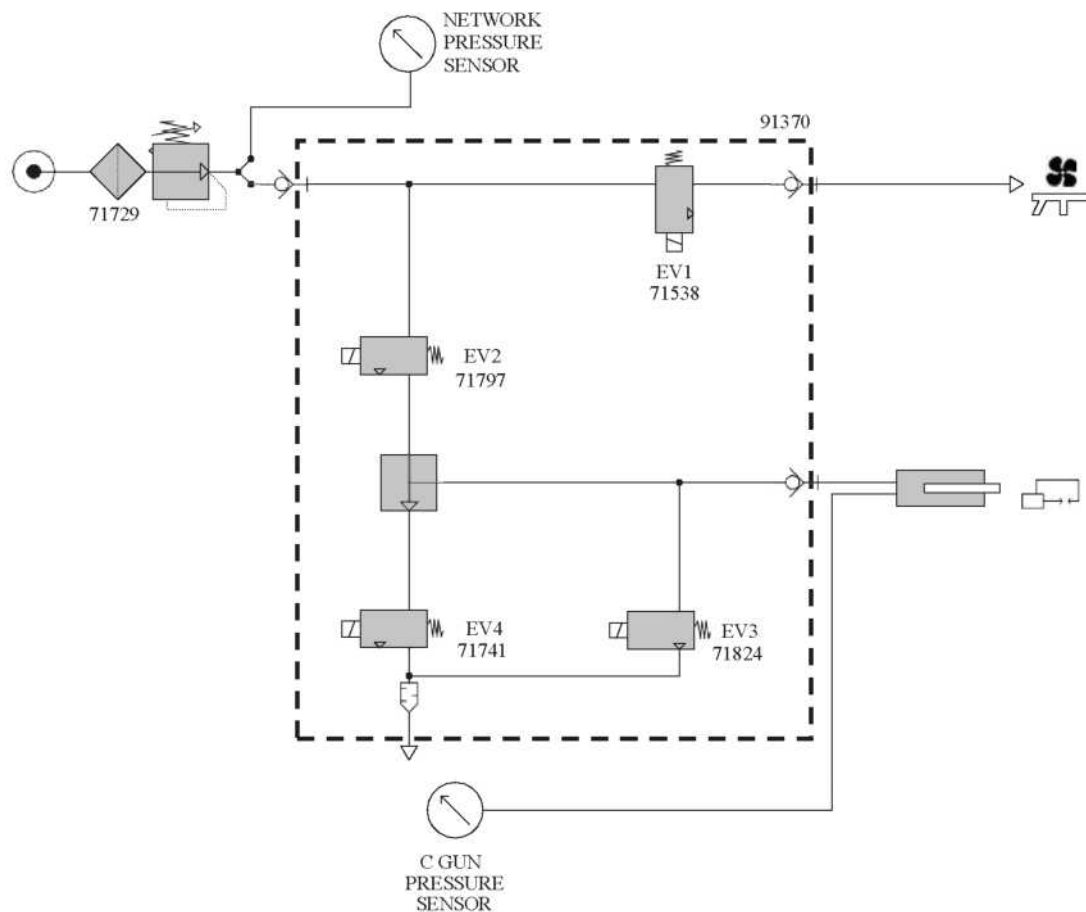 NETWORK
PRESSURE
SENSOR
91370
71729
EV1
71538
EV2
71797
EV4
71741
EV3
71824
C GUN
PRESSURE
SENSOR